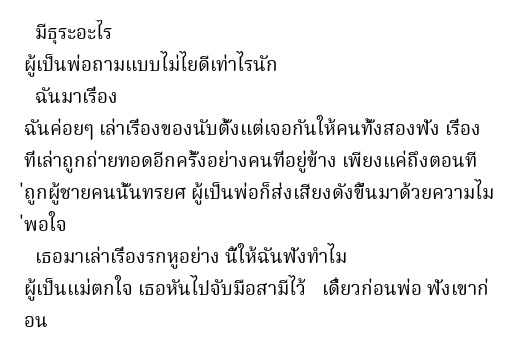 มีธุระอะไร
ผู้เป็นพ่อถามแบบไม่ไยดีเท่าไรนัก
ฉันมาเรื่อง
ฉันค่อยๆ เล่าเรื่องของนับตั้งแต่เจอกันให้คนทั้งสองฟัง เรื่อง
ที่เล่าถูกถ่ายทอดอีกครั้งอย่างคนที่อยู่ข้าง เพียงแค่ถึงตอนที
่ถูกผู้ชายคนนั้นทรยศ ผู้เป็นพ่อก็ส่งเสียงดังขึ้นมาด้วยความไม
่พอใจ
เธอมาเล่าเรื่องรกหูอย่าง นี้ให้ฉันฟังทำไม
ผู้เป็นแม่ตกใจ เธอหันไปจับมือสามีไว้ เดี๋ยวก่อนพ่อ ฟังเขาก่
อน